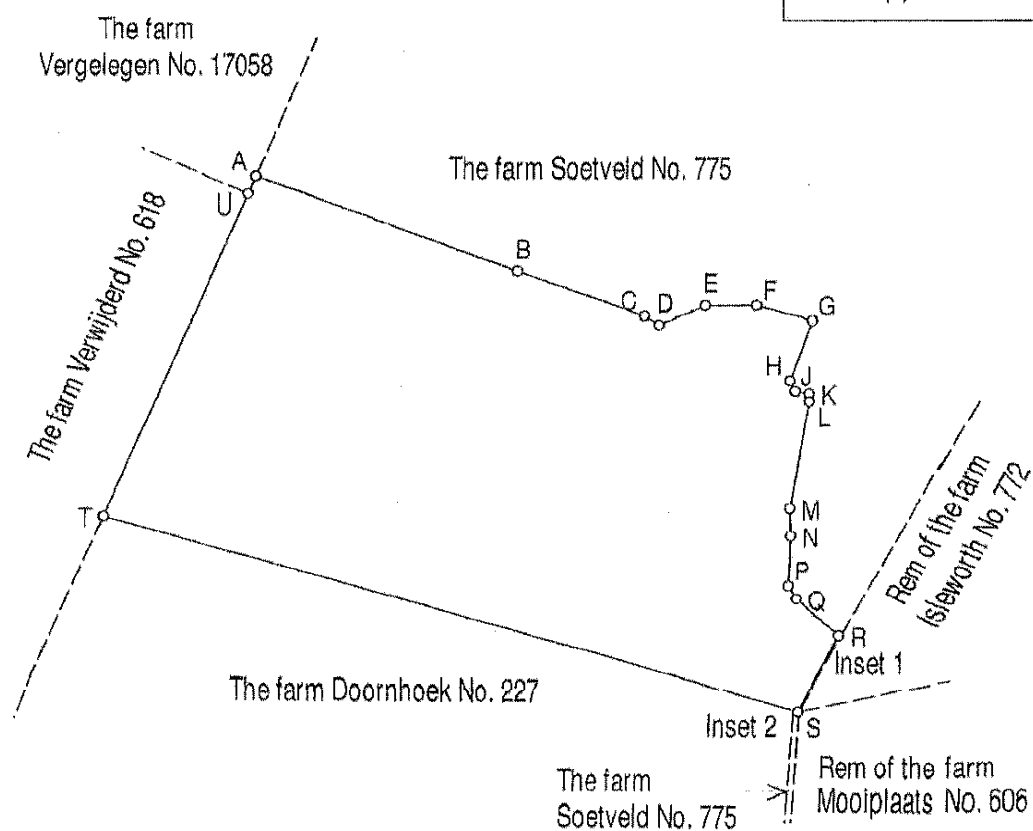 The farm
Vergelegen No. 17058
A
The farm Soetveld No. 775
U
The farm Verwijderd No. 618
B
C
D
E
F
G
H
J
K
L
Rem of the farm
Isleworth No. 772
M
T
N
P
Q
R
Inset 1
The farm Doornhoek No. 227
Inset 2
S
The farm
Soetveld No. 775
Rem of the farm
Mooiplaats No. 606